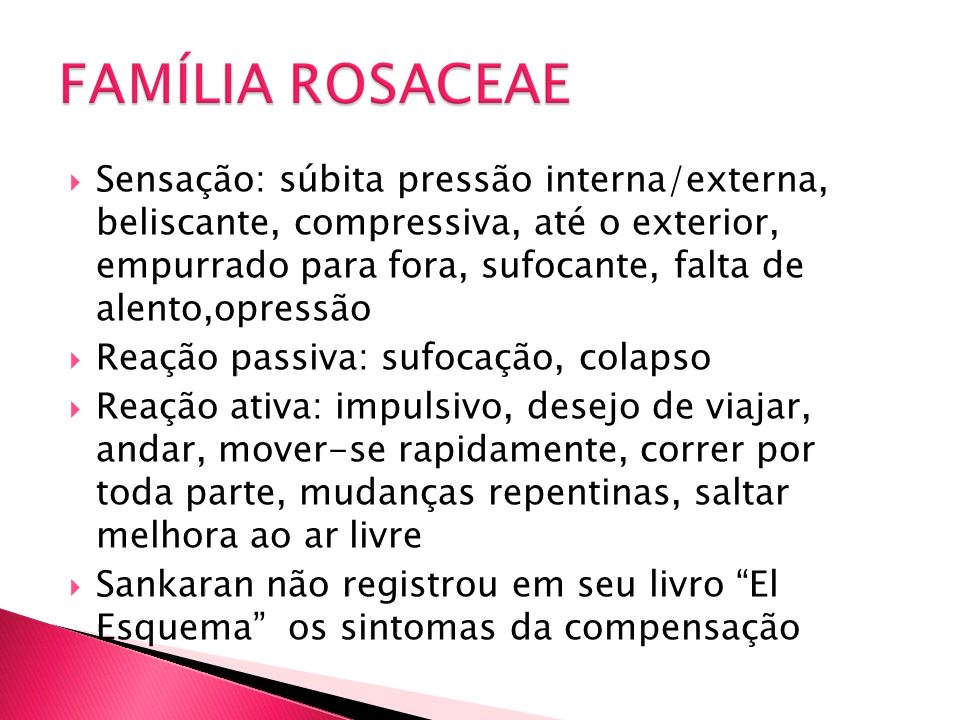 FAMÍLIA ROSACEAE
Sensação: súbita pressão interna/externa,
beliscante, compressiva, até o exterior,
empurrado para fora, sufocante, falta de
alento,opressão
Reação passiva: sufocação, colapso
Reação ativa: impulsivo, desejo de viajar,
andar, mover-se rapidamente, correr por
toda parte, mudanças repentinas, saltar
melhora ao ar livre
Sankaran não registrou em seu livro “El
Esquema”  os sintomas da compensação